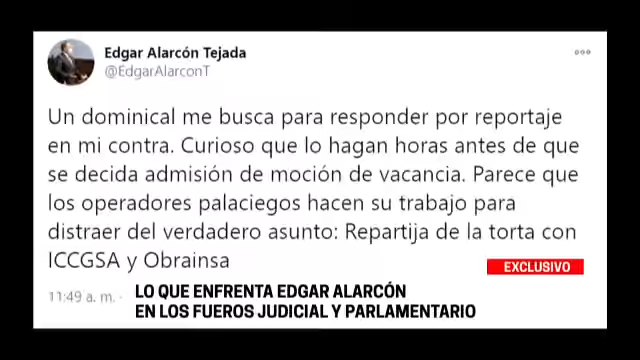 Edgar Alarcón Tejada
@EdgarAlarconT
Un dominical me busca para responder por reportaje
en mi contra. Curioso que lo hagan horas antes de que
se decida admisión de moción de vacancia. Parece que
los operadores palaciegos hacen su trabajo para
distraer del verdadero asunto: Repartija de la torta con
ICCGSA y Obrainsa
EXCLUSIVO
11:49 a. m. ·
LO QUE ENFRENTA EDGAR ALARCÓN
EN LOS FUEROS JUDICIAL Y PARLAMENTARIO